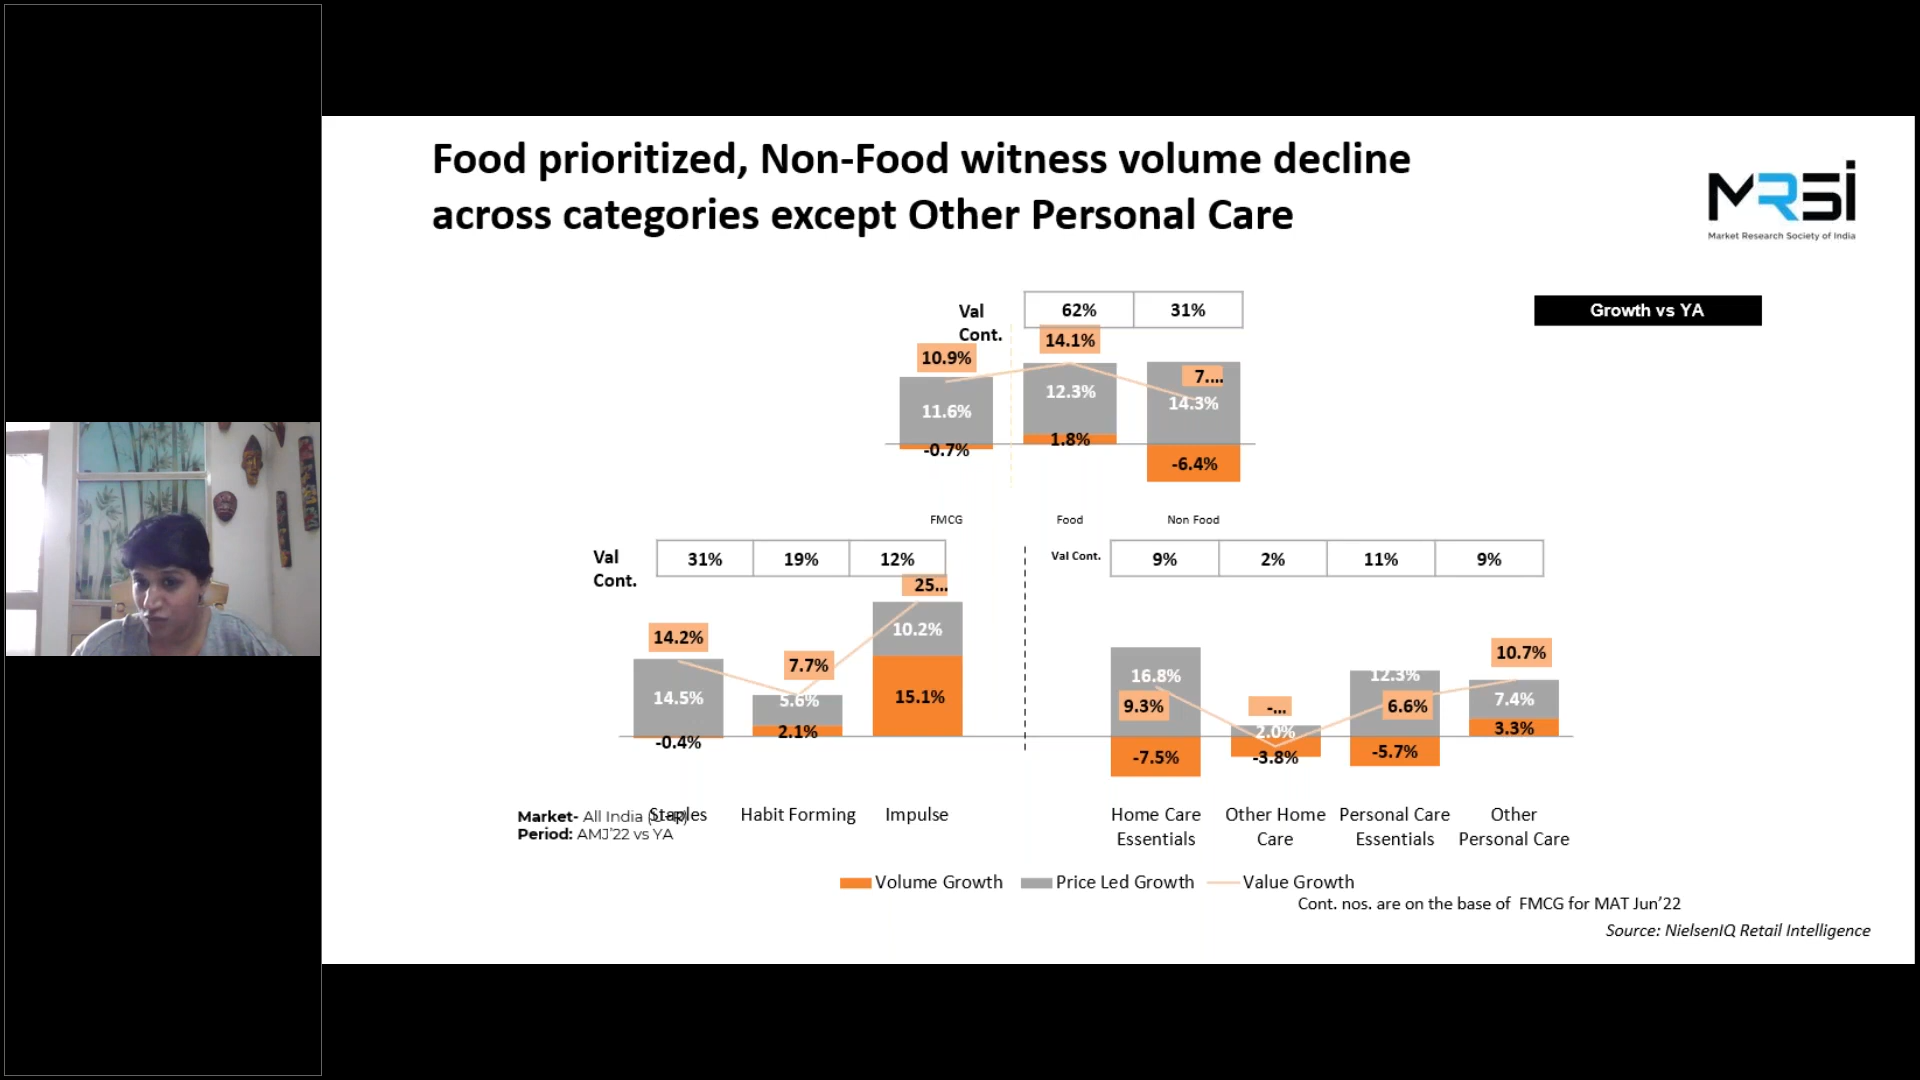 Food prioritized, Non-Food witness volume decline
across categories except Other Personal Care
MRSI
Market Research Society of India
Growth vs YA
Val
Cont.
62% 31%
10.9% 14.1% 7....
11.6% 12.3% 14.3%
-0.7% 1.8% -6.4%
FMCG Food Non Food
Val
Cont.
31% 19% 12%
14.2% 7.7% 25...
14.5% 5.6% 10.2%
-0.4% 2.1% 15.1%
Staples Habit Forming Impulse
Val Cont.
9% 2% 11% 9%
9.3% -... 6.6% 10.7%
16.8% 2.0% 12.3% 7.4%
-7.5% -3.8% -5.7% 3.3%
Home Care Other Home Personal Care Other
Essentials Care Essentials Personal Care
Market- All India
Period: AMJ'22 vs YA
Volume Growth Price Led Growth Value Growth
Cont. nos. are on the base of FMCG for MAT Jun'22
Source: NielsenIQ Retail Intelligence